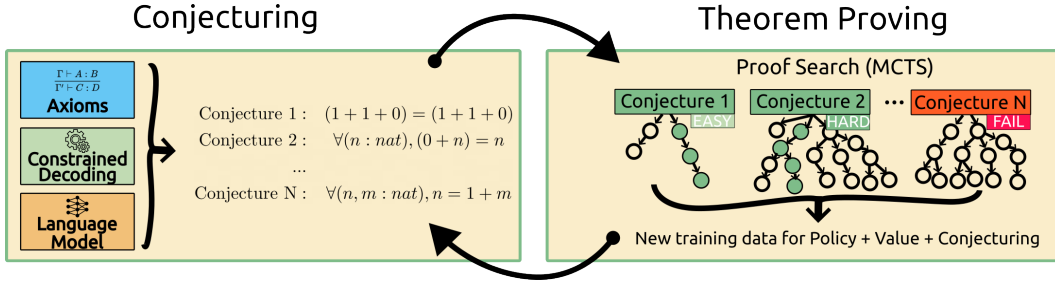 Conjecturing
Γ ⊢ A : B
Γ′ ⊢ C : D
Axioms
Constrained
Decoding
Language
Model
Conjecture 1 : (1 + 1 + 0) = (1 + 1 + 0)
Conjecture 2 : ∀(n : nat), (0 + n) = n
...
Conjecture N : ∀(n, m : nat), n = 1 + m
Theorem Proving
Proof Search (MCTS)
Conjecture 1
EASY
Conjecture 2
HARD
...
Conjecture N
FAIL
New training data for Policy + Value + Conjecturing